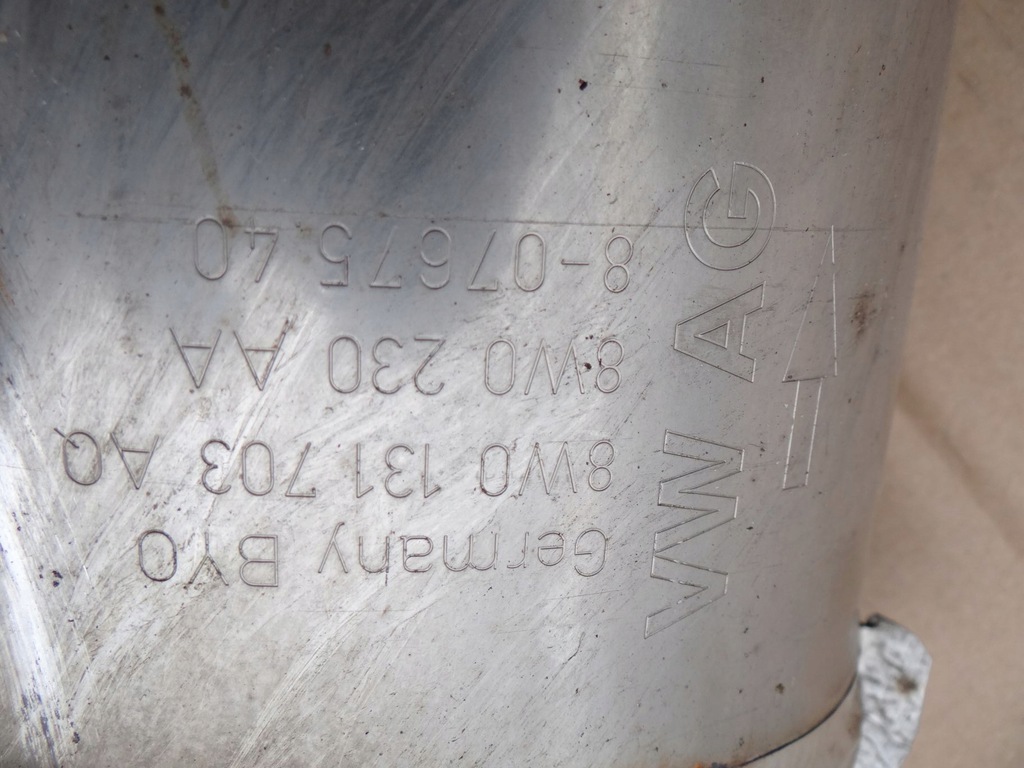 VW AG
Germany BYO
8W0 131 703 AQ
8W0 230 AA
8-07675 40